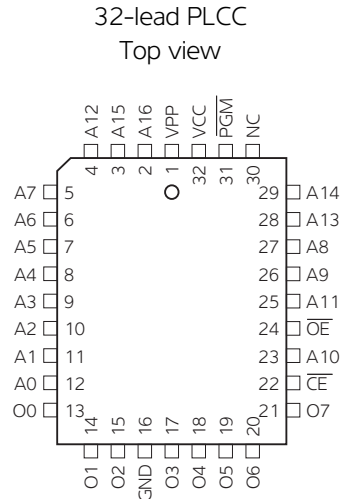 32-lead PLCC
Top view
A12 A15 A16 VPP VCC P̅G̅M̅ NC
4 3 2 1 32 31 30
A7 5 29 A14
A6 6 28 A13
A5 7 27 A8
A4 8 26 A9
A3 9 25 A11
A2 10 24 O̅E̅
A1 11 23 A10
A0 12 22 C̅E̅
O0 13 21 O7
14 15 16 17 18 19 20
O1 O2 GND O3 O4 O5 O6